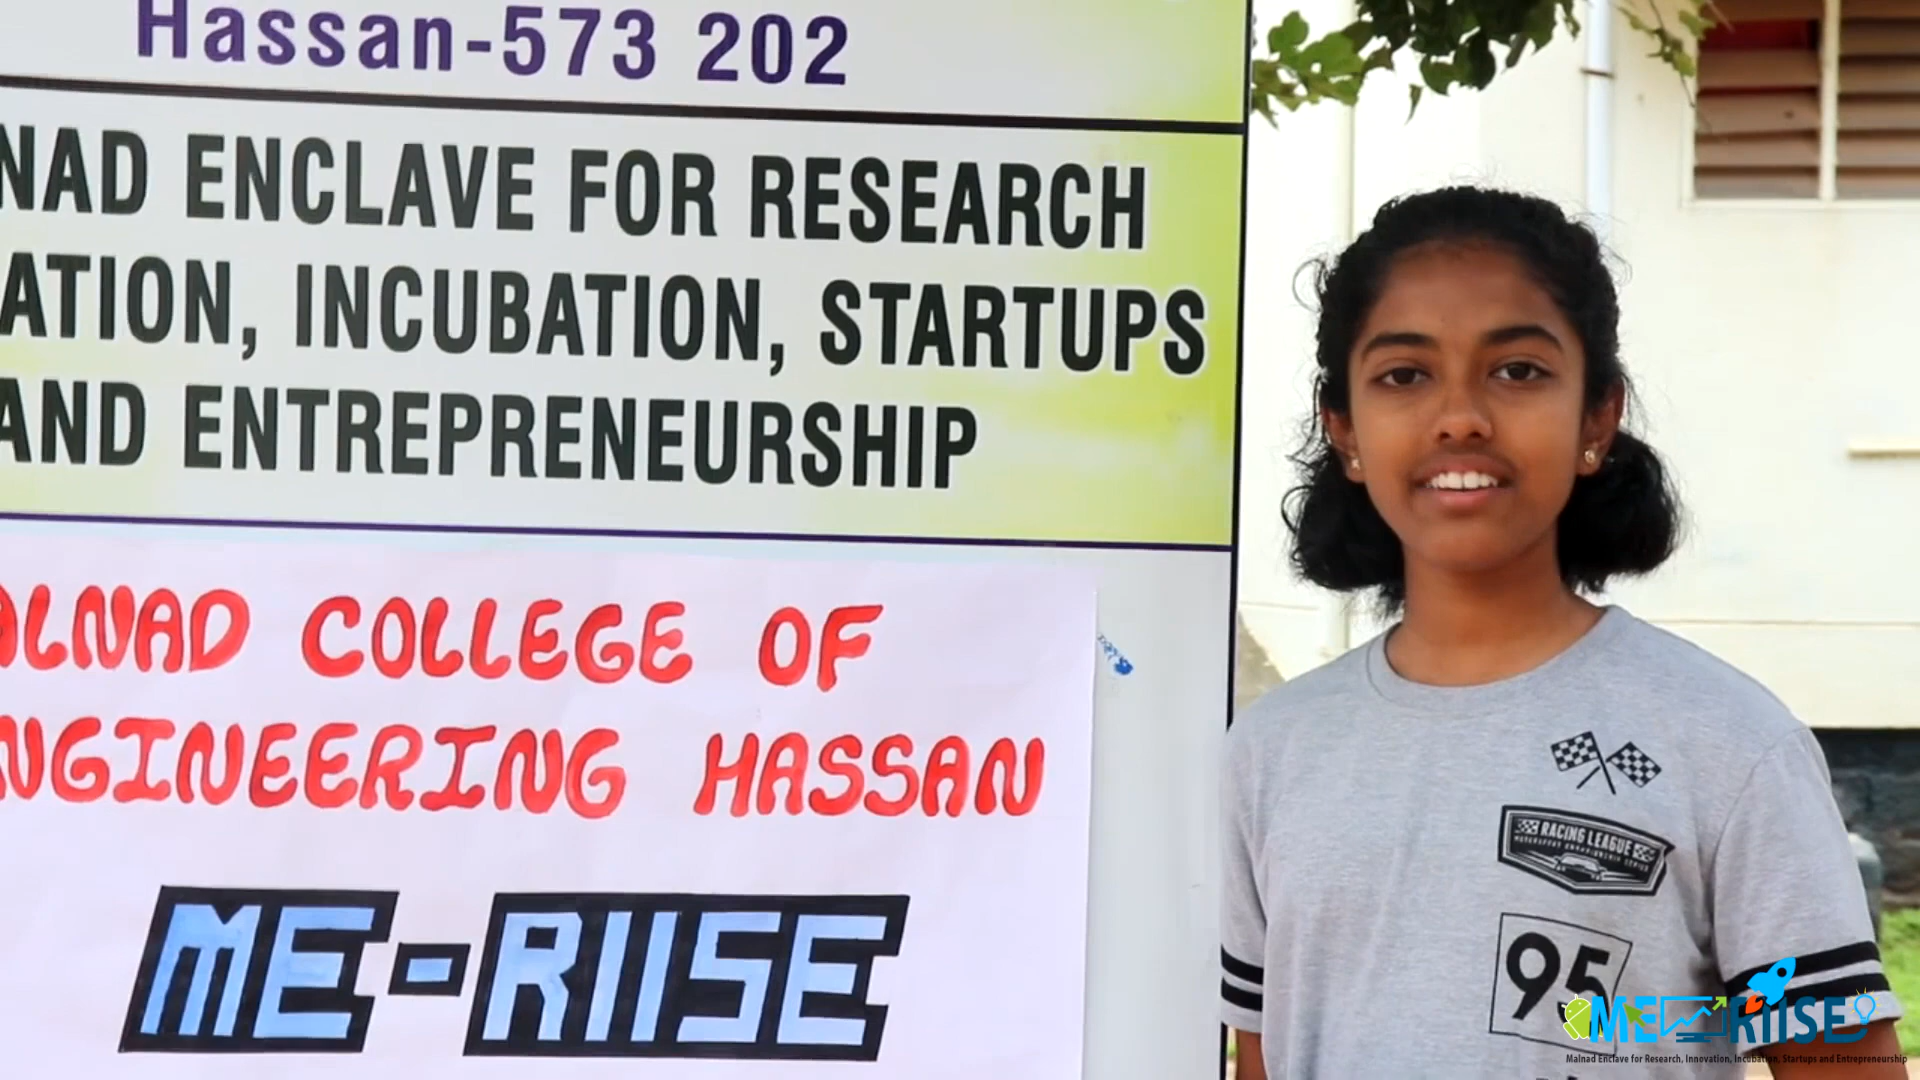 Hassan-573 202
NAD ENCLAVE FOR RESEARCH
ATION, INCUBATION, STARTUPS
AND ENTREPRENEURSHIP
ALNAD COLLEGE OF
NGINEERING HASSAN
ME-RIISE
RACING LEAGUE
95
ME RIISE
Malnad Enclave for Research, Innovation, Incubation, Startups and Entrepreneurship